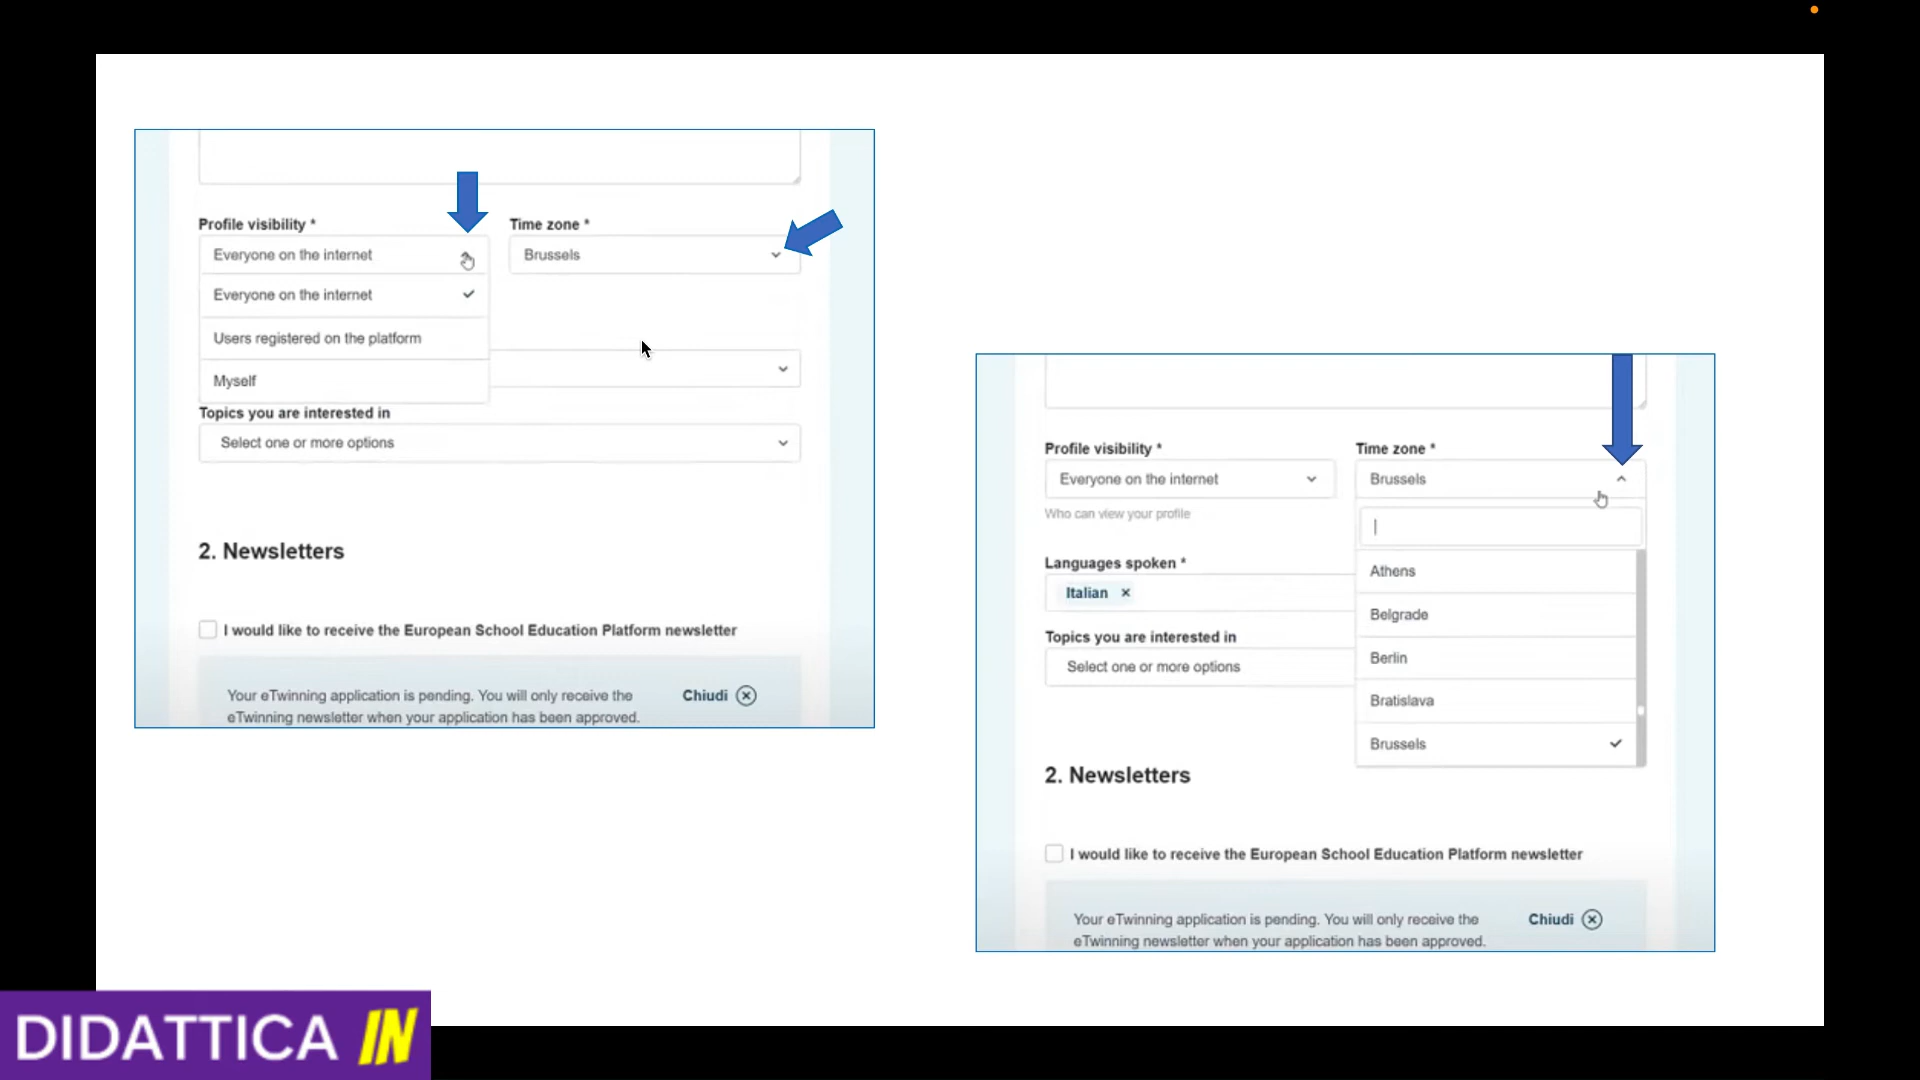 Profile visibility *
Time zone *
Everyone on the internet
Brussels
Everyone on the internet
Users registered on the platform
Myself
Topics you are interested in
Select one or more options
2. Newsletters
I would like to receive the European School Education Platform newsletter
Your eTwinning application is pending. You will only receive the
eTwinning newsletter when your application has been approved.
Chiudi
Profile visibility *
Time zone *
Everyone on the internet
Brussels
Who can view your profile
Languages spoken *
Italian
Topics you are interested in
Select one or more options
Athens
Belgrade
Berlin
Bratislava
Brussels
2. Newsletters
I would like to receive the European School Education Platform newsletter
Your eTwinning application is pending. You will only receive the
eTwinning newsletter when your application has been approved.
Chiudi
DIDATTICA IN